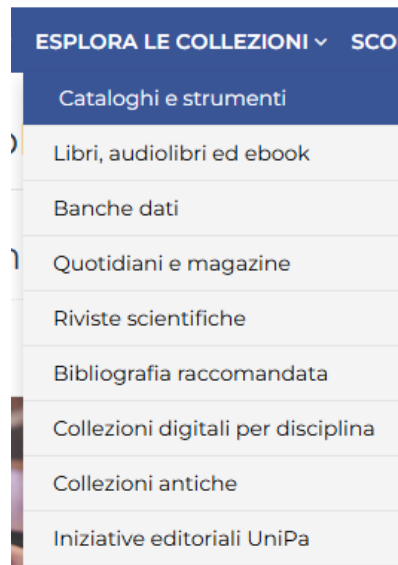 ESPLORA LE COLLEZIONI SCO
Cataloghi e strumenti
Libri, audiolibri ed ebook
Banche dati
Quotidiani e magazine
Riviste scientifiche
Bibliografia raccomandata
Collezioni digitali per disciplina
Collezioni antiche
Iniziative editoriali UniPa